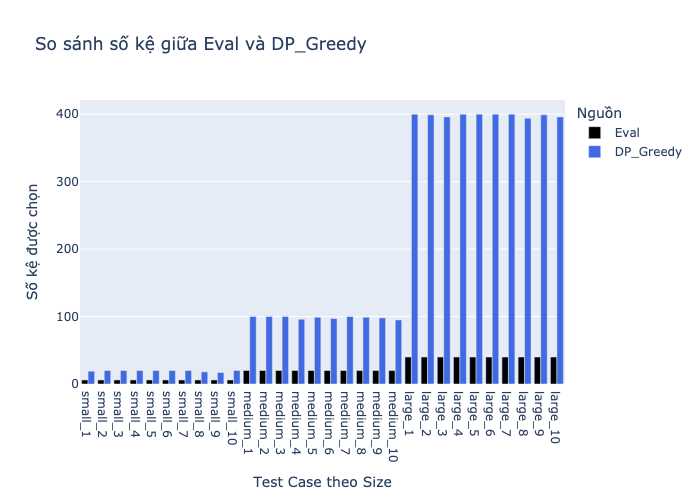 So sánh số kệ giữa Eval và DP_Greedy
Nguồn
Eval
DP_Greedy
Số kệ được chọn
400
300
200
100
0
small_1
small_2
small_3
small_4
small_5
small_6
small_7
small_8
small_9
small_10
medium_1
medium_2
medium_3
medium_4
medium_5
medium_6
medium_7
medium_8
medium_9
medium_10
large_1
large_2
large_3
large_4
large_5
large_6
large_7
large_8
large_9
large_10
Test Case theo Size